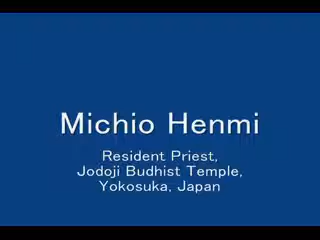 Michio Henmi
Resident Priest,
Jodoji Budhist Temple,
Yokosuka, Japan